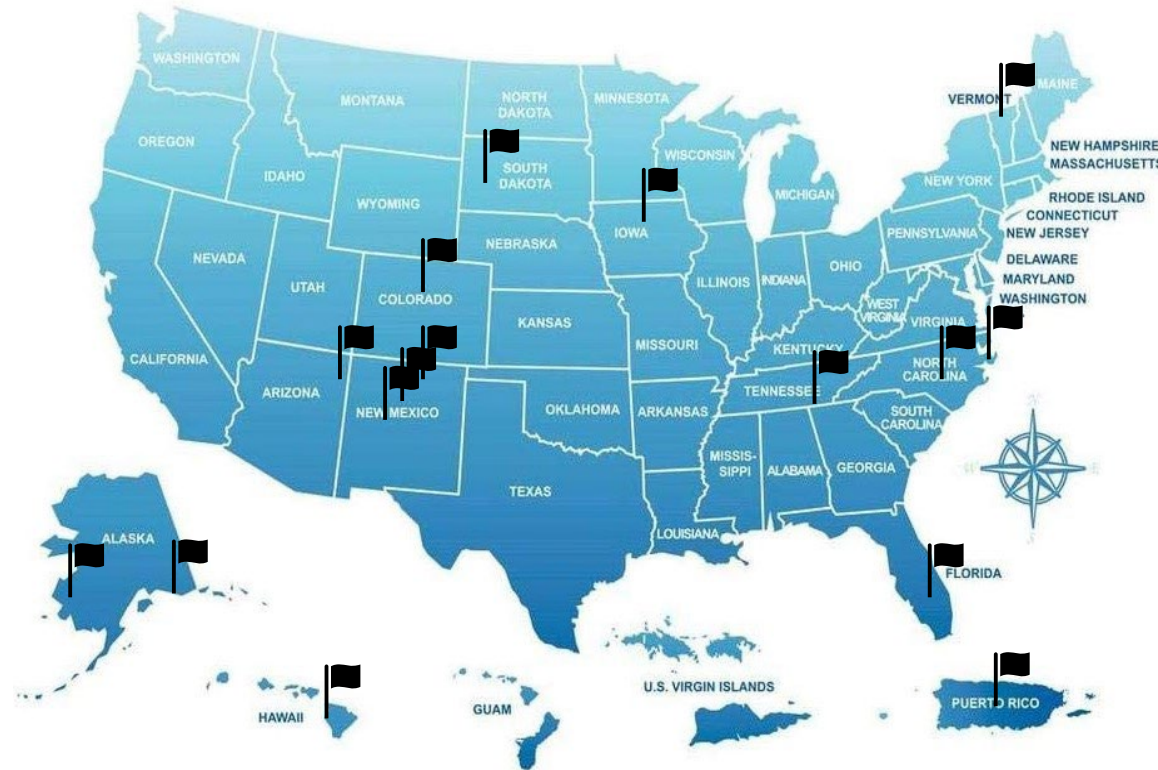 WASHINGTON
MONTANA
NORTH
DAKOTA
MINNESOTA
VERMONT
MAINE
OREGON
IDAHO
SOUTH
DAKOTA
WISCONSIN
MICHIGAN
NEW HAMPSHIRE
MASSACHUSETTS
WYOMING
NEW YORK
RHODE ISLAND
CONNECTICUT
NEW JERSEY
NEVADA
NEBRASKA
IOWA
PENNSYLVANIA
DELAWARE
MARYLAND
WASHINGTON
UTAH
COLORADO
ILLINOIS
INDIANA
OHIO
WEST
VIRGINIA
VIRGINIA
CALIFORNIA
KANSAS
MISSOURI
KENTUCKY
NORTH
CAROLINA
ARIZONA
NEW MEXICO
OKLAHOMA
ARKANSAS
TENNESSEE
SOUTH
CAROLINA
TEXAS
MISSIS-
SIPPI
ALABAMA
GEORGIA
N
W
E
S
LOUISIANA
FLORIDA
ALASKA
HAWAII
GUAM
U.S. VIRGIN ISLANDS
PUERTO RICO